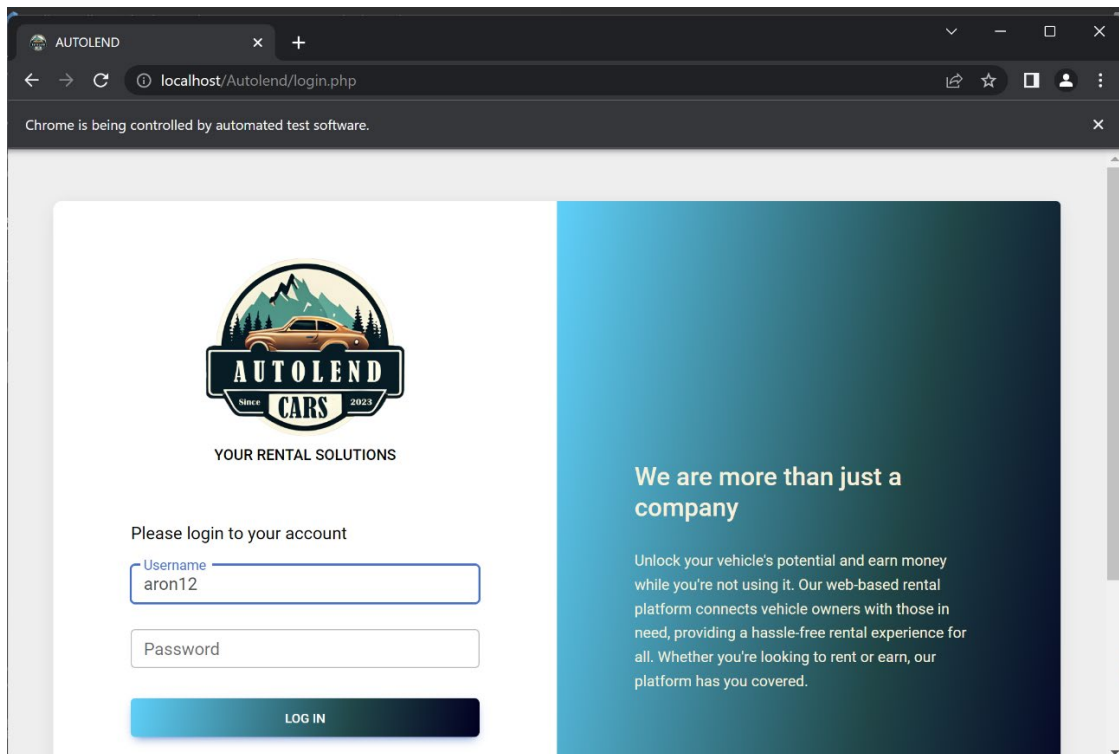 AUTOLEND
localhost/Autolend/login.php
Chrome is being controlled by automated test software.
AUTOLEND
Since CARS 2023
YOUR RENTAL SOLUTIONS
Please login to your account
Username
aron12
Password
LOG IN
We are more than just a
company
Unlock your vehicle's potential and earn money
while you're not using it. Our web-based rental
platform connects vehicle owners with those in
need, providing a hassle-free rental experience for
all. Whether you're looking to rent or earn, our
platform has you covered.